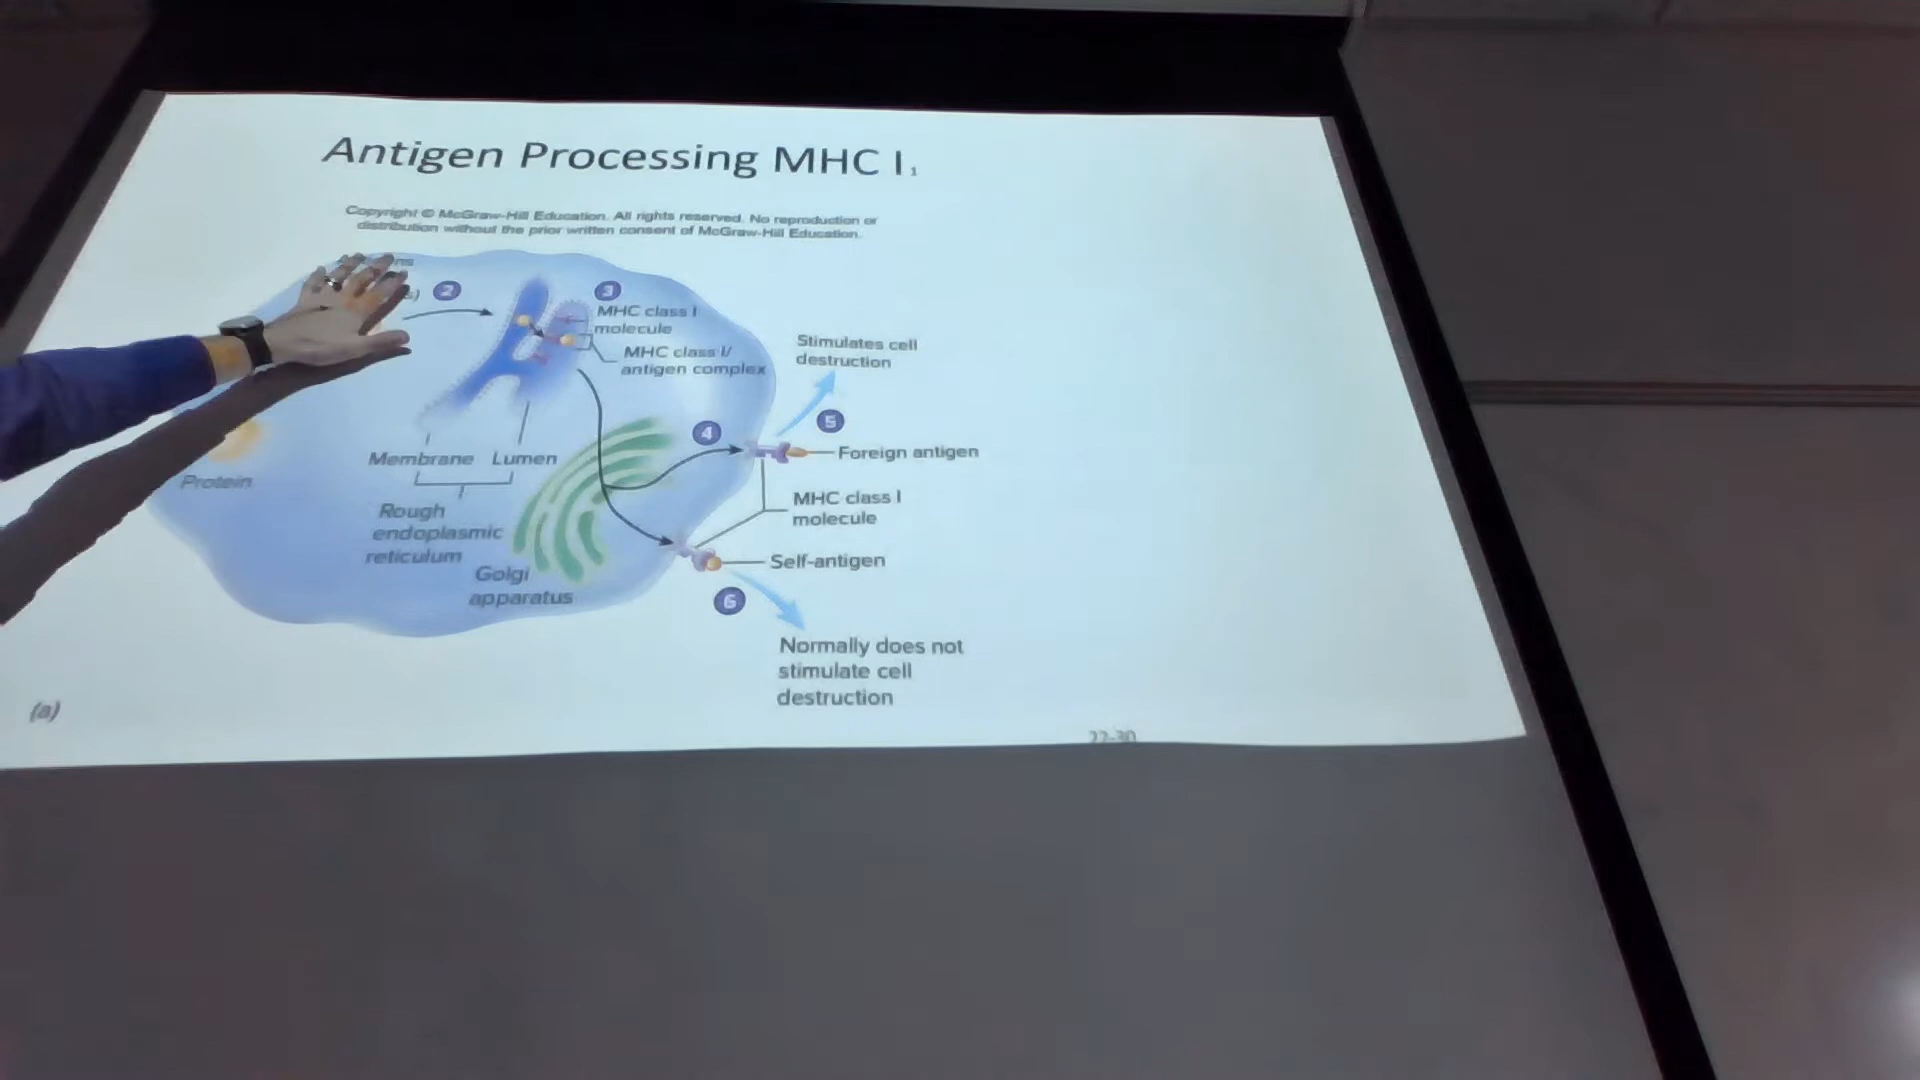 Antigen Processing MHC I 1
Copyright © McGraw-Hill Education. All rights reserved. No reproduction or
distribution without the prior written consent of McGraw-Hill Education.
2
3
MHC class I
molecule
MHC class I/
antigen complex
Stimulates cell
destruction
5
4
Foreign antigen
Membrane
Lumen
Protein
MHC class I
molecule
Rough
endoplasmic
reticulum
Self-antigen
Golgi
apparatus
6
Normally does not
stimulate cell
destruction
(a)
22-30